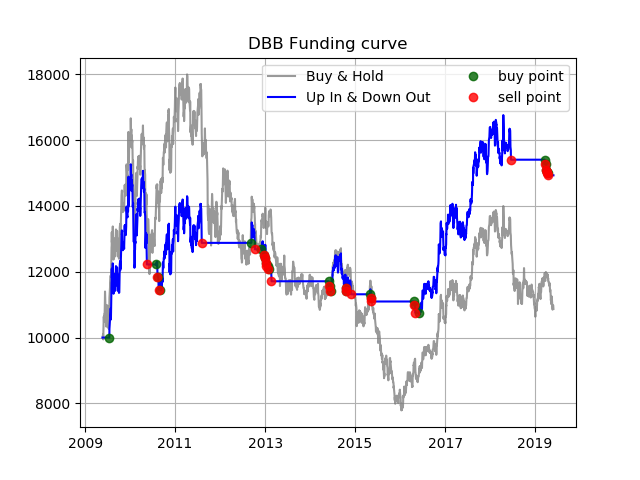 DBB Funding curve
18000
16000
14000
12000
10000
8000
Buy & Hold
Up In & Down Out
buy point
sell point
2009 2011 2013 2015 2017 2019